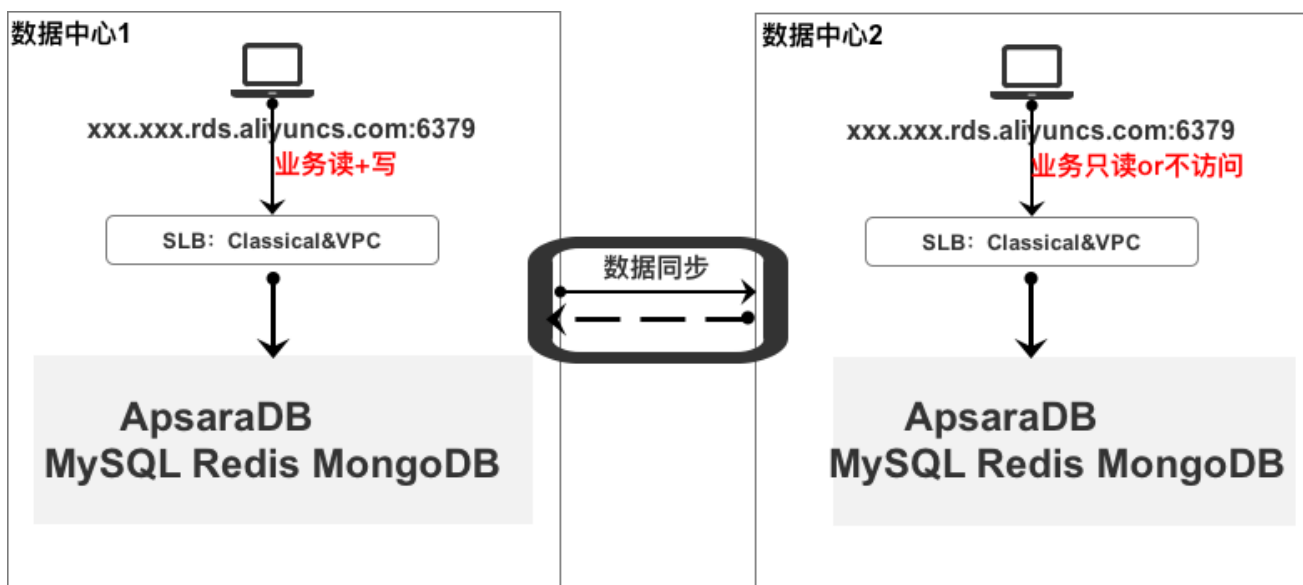 数据中心1
xxx.xxx.rds.aliyuncs.com:6379
业务读+写
SLB：Classical&VPC
ApsaraDB
MySQL Redis MongoDB
数据同步
数据中心2
xxx.xxx.rds.aliyuncs.com:6379
业务只读or不访问
SLB：Classical&VPC
ApsaraDB
MySQL Redis MongoDB